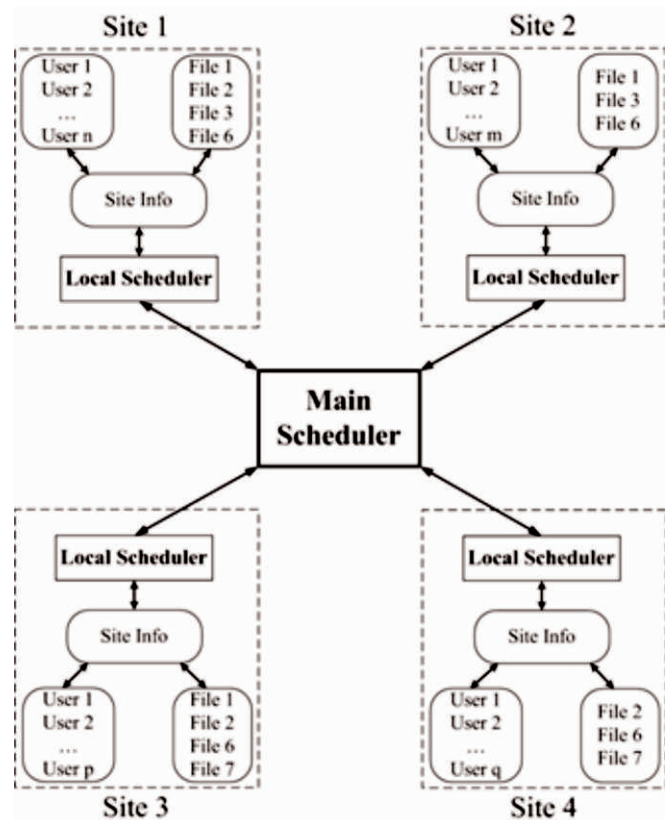 Site 1
User 1
User 2
...
User n
File 1
File 2
File 3
File 6
Site Info
Local Scheduler
Site 2
User 1
User 2
...
User m
File 1
File 3
File 6
Site Info
Local Scheduler
Main
Scheduler
Local Scheduler
Site Info
User 1
User 2
...
User p
File 1
File 2
File 6
File 7
Site 3
Local Scheduler
Site Info
User 1
User 2
...
User q
File 2
File 6
File 7
Site 4